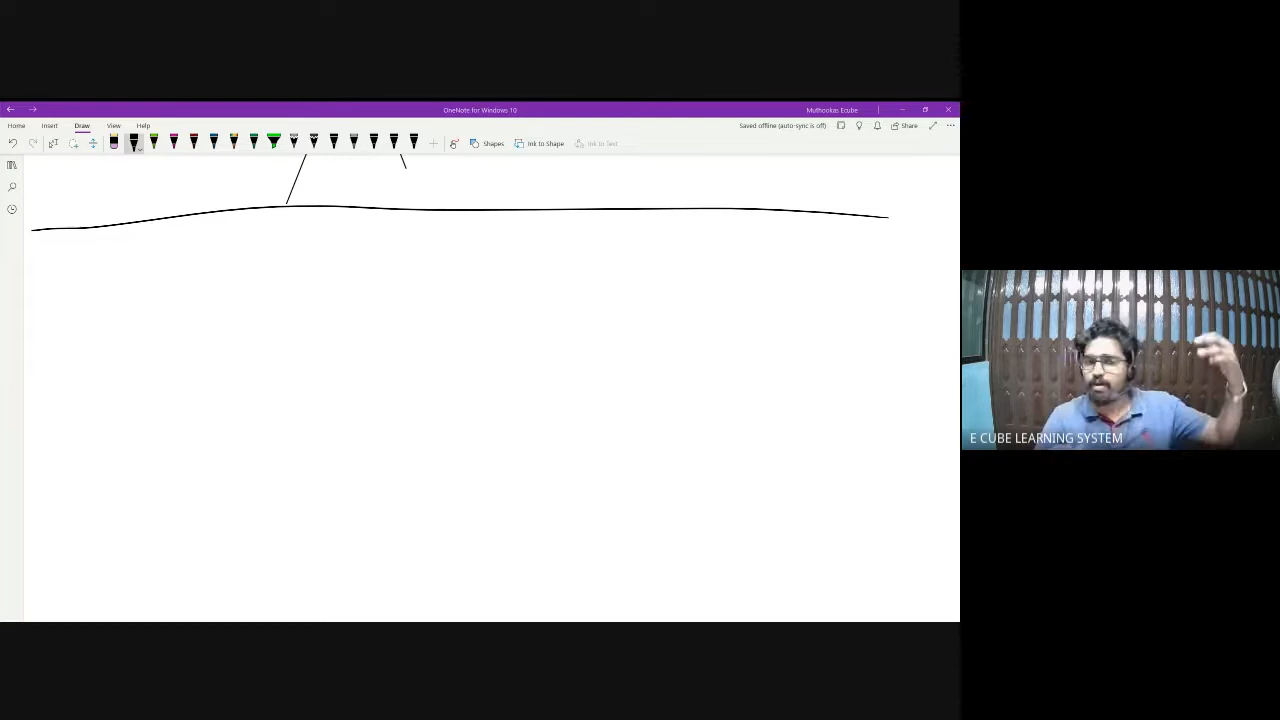 OneNote for Windows 10
Muthookas Ecube
Home Insert Draw View Help
Saved offline (auto-sync is off)
Share
Shapes
Ink to Shape
Ink to Text
E CUBE LEARNING SYSTEM